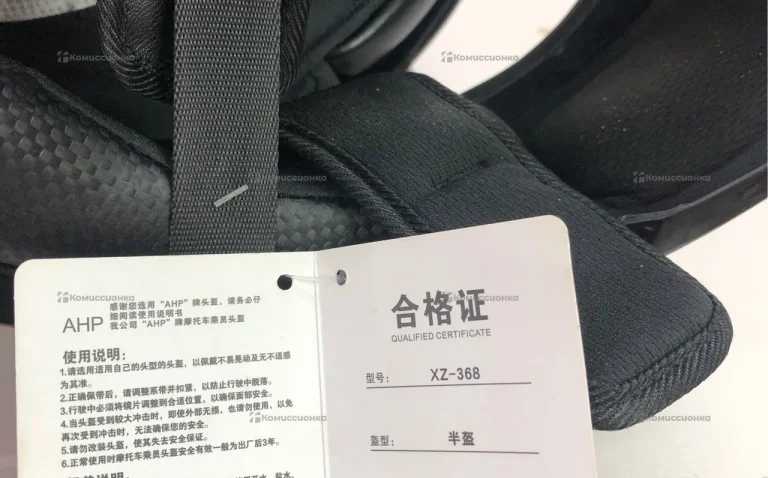 Комиссионка
Комиссионка
Комиссионка
Комиссионка
Комиссионка
Комиссионка
Комиссионка
Комиссионка
AHP
感谢您选用“AHP”牌头盔，请务必仔
细阅读使用说明书
我公司“AHP”牌摩托车乘员头盔
使用说明：
1.请选用适用自己的头型的头盔，以佩戴不易晃动及无不适感
为其准。
2.正确佩带后，请调整系带并扣紧，以防止行驶中脱落。
3.行驶中必须将镜片调整到合适位置，以确保面部安全。
4.当头盔受到较大冲击时，即使外部无损，也请勿使用，以免
再次受到冲击时，无法确保您的安全。
5.请勿改装头盔，使其失去安全保证。
6.正常使用时摩托车乘员头盔安全有效一般为出厂后3年。
合格证
QUALIFIED CERTIFICATE
型号： XZ-368
盔型： 半盔